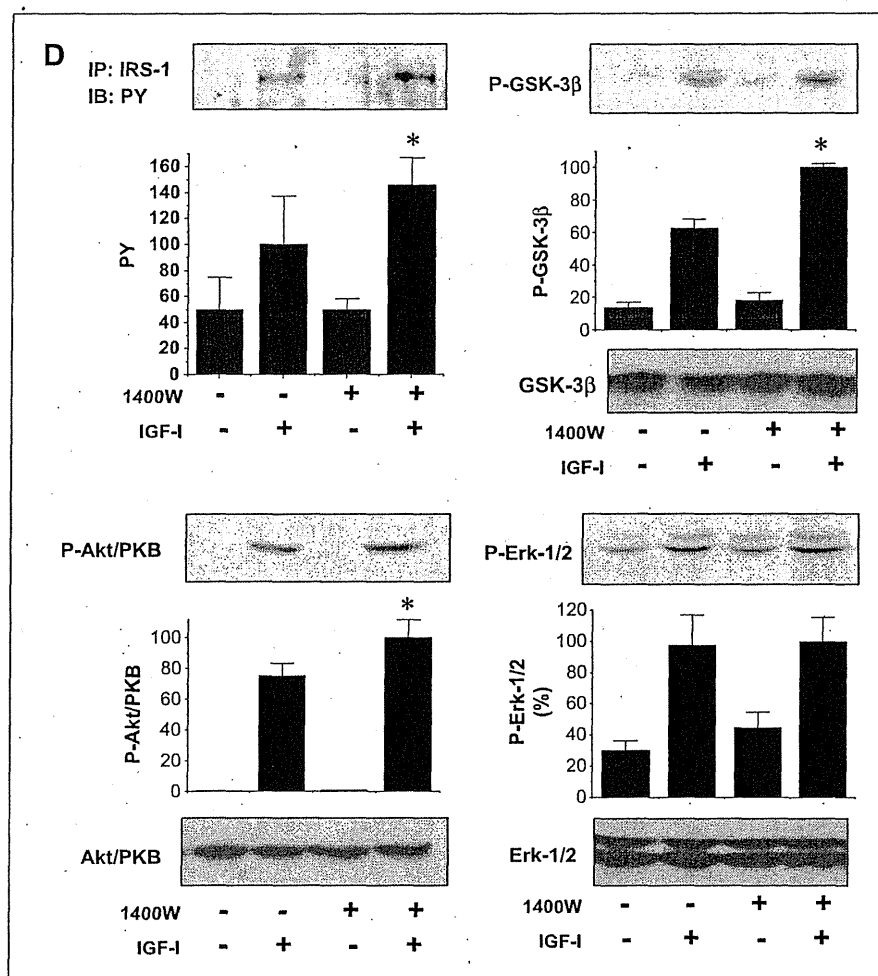 D
IP: IRS-1
IB: PY
*
160
140
120
100
80
60
40
20
0
PY
1400W - - + +
IGF-I - + - +
P-GSK-3β
*
100
80
60
40
20
0
P-GSK-3β
GSK-3β
1400W - - + +
IGF-I - + - +
P-Akt/PKB
*
100
80
60
40
20
0
P-Akt/PKB
Akt/PKB
1400W - - + +
IGF-I - + - +
P-Erk-1/2
120
100
80
60
40
20
0
P-Erk-1/2
(%)
Erk-1/2
1400W - - + +
IGF-I - + - +